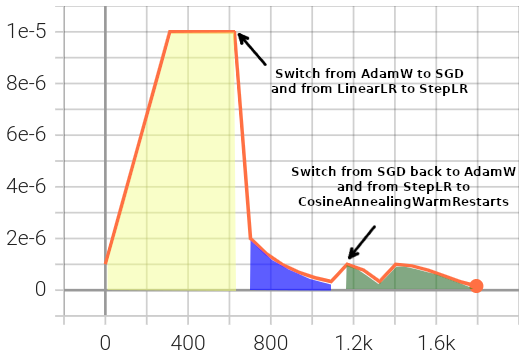 1e-5
Switch from AdamW to SGD
and from LinearLR to StepLR
8e-6
6e-6
Switch from SGD back to AdamW
and from StepLR to
CosineAnnealingWarmRestarts
4e-6
2e-6
0
0 400 800 1.2k 1.6k